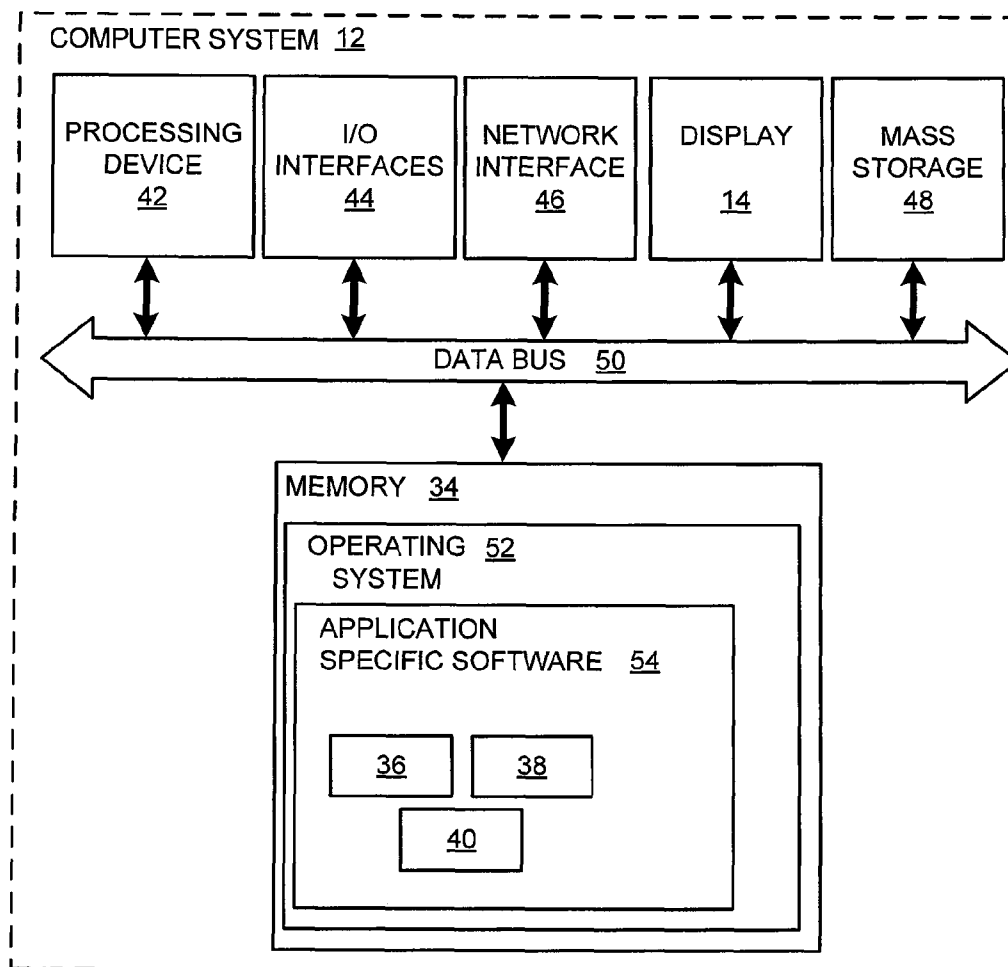 COMPUTER SYSTEM 12
PROCESSING
DEVICE
42
I/O
INTERFACES
44
NETWORK
INTERFACE
46
DISPLAY
14
MASS
STORAGE
48
DATA BUS 50
MEMORY 34
OPERATING 52
SYSTEM
APPLICATION
SPECIFIC SOFTWARE 54
36
38
40